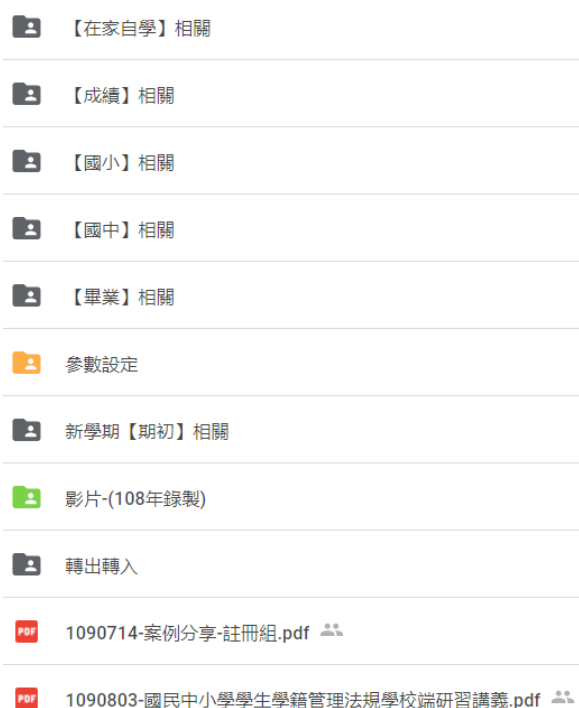 【在家自學】相關
【成績】相關
【國小】相關
【國中】相關
【畢業】相關
參數設定
新學期【期初】相關
影片-(108年錄製)
轉出轉入
PDF 1090714-案例分享-註冊組.pdf
PDF 1090803-國民中小學學生學籍管理法規學校端研習講義.pdf